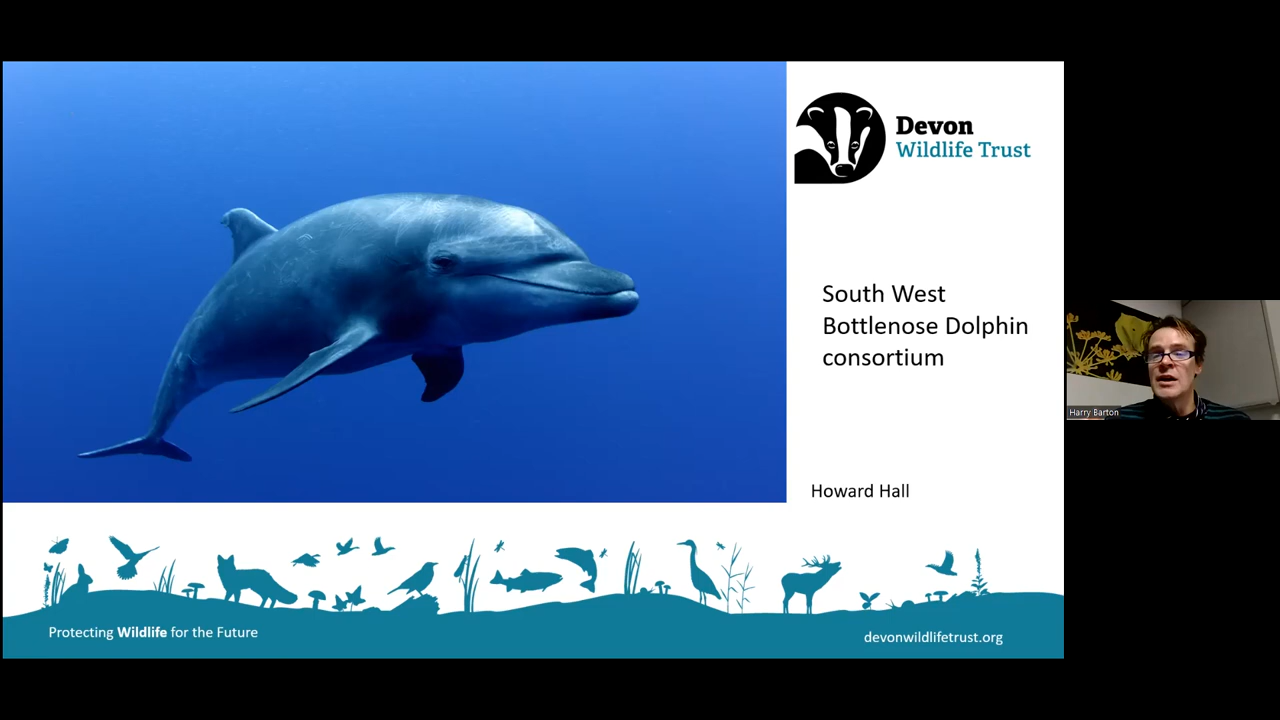 Devon
Wildlife Trust
South West
Bottlenose Dolphin
consortium
Howard Hall
Harry Barton
Protecting Wildlife for the Future
devonwildlifetrust.org